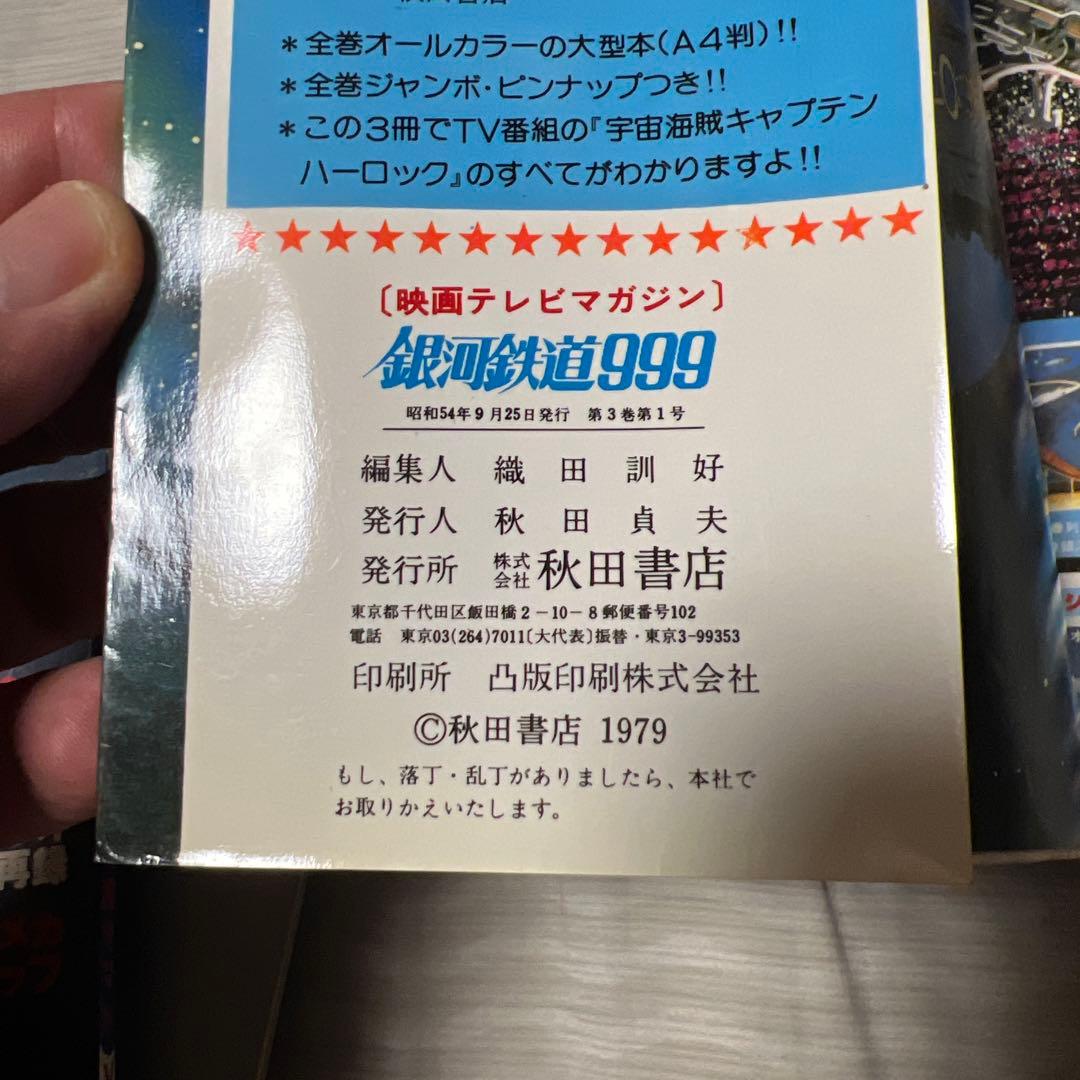 *全巻オールカラーの大型本(A4判)!!
*全巻ジャンボ・ピンナップつき!!
*この3冊でTV番組の『宇宙海賊キャプテン
ハーロック』のすべてがわかりますよ!!
〔映画テレビマガジン〕
銀河鉄道999
昭和54年9月25日発行 第3巻第1号
編集人 織田訓好
発行人 秋田貞夫
発行所 株式会社 秋田書店
東京都千代田区飯田橋2-10-8郵便番号102
電話 東京03(264)7011〔大代表〕振替・東京3-99353
印刷所 凸版印刷株式会社
©秋田書店 1979
もし、落丁・乱丁がありましたら、本社で
お取りかえいたします。